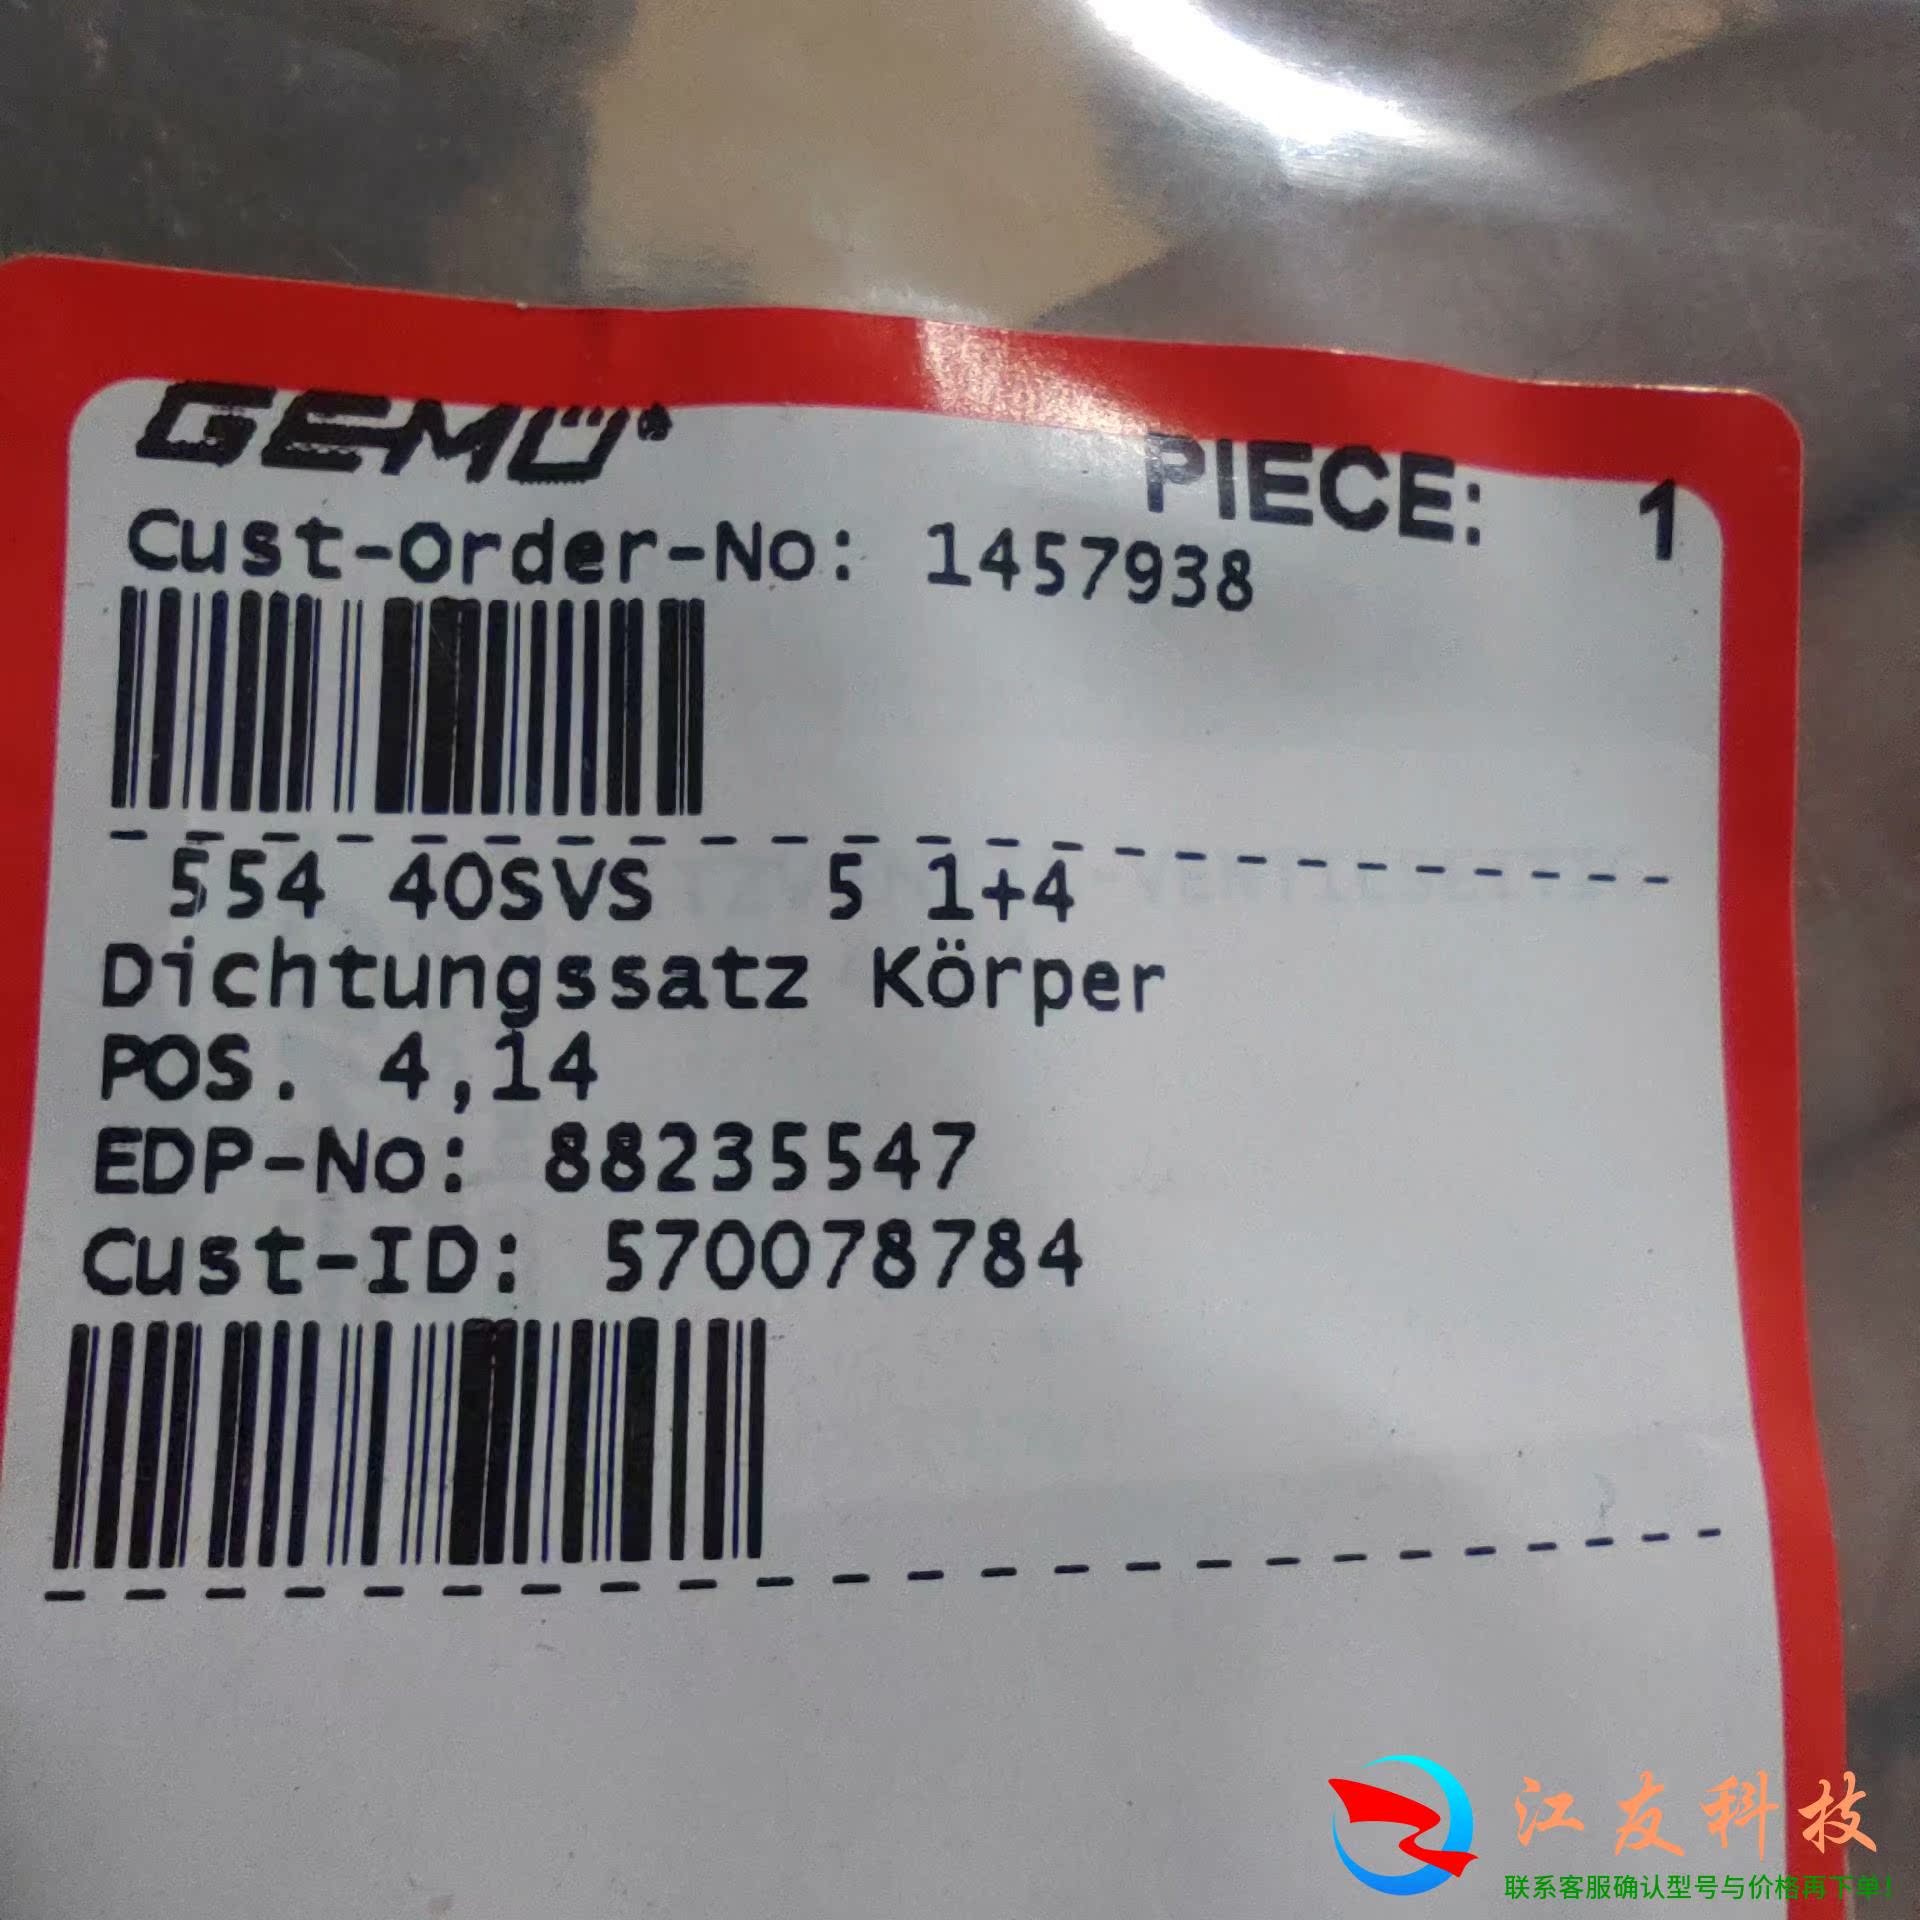 GEMÜ®
PIECE: 1
Cust-Order-No: 1457938
554 40SVS 5 1+4
Dichtungssatz Körper
POS. 4,14
EDP-No: 88235547
Cust-ID: 570078784
江友科技
联系客服确认型号与价格再下单!